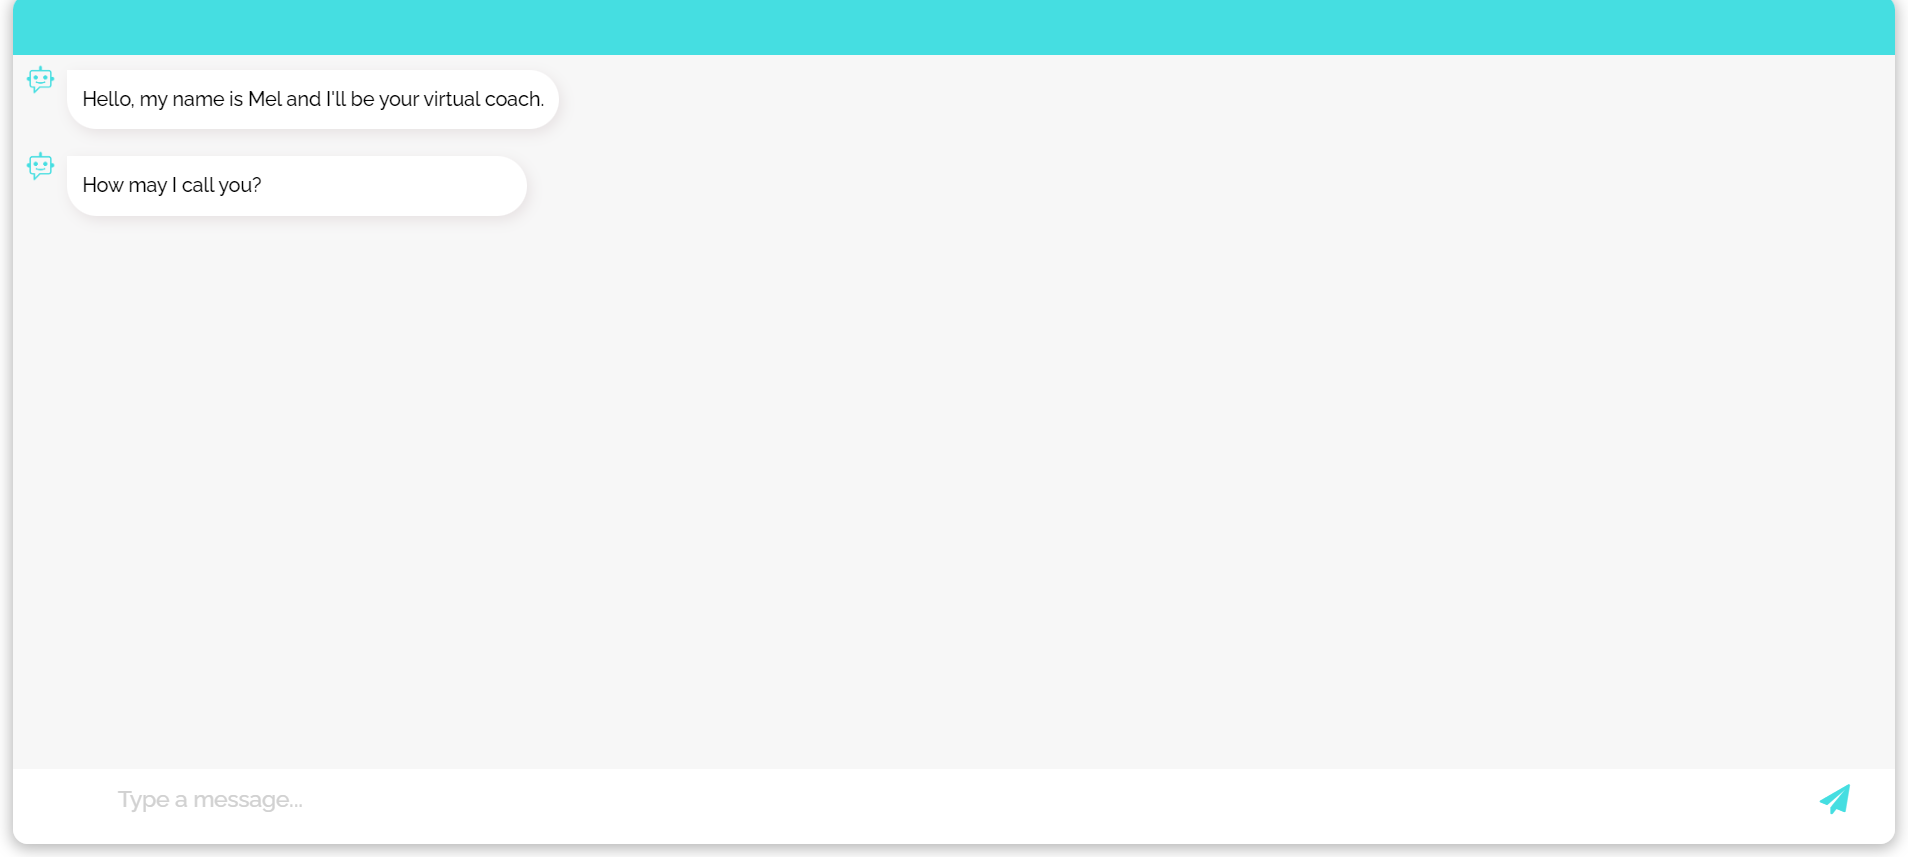 Hello, my name is Mel and I'll be your virtual coach.
How may I call you?
Type a message...